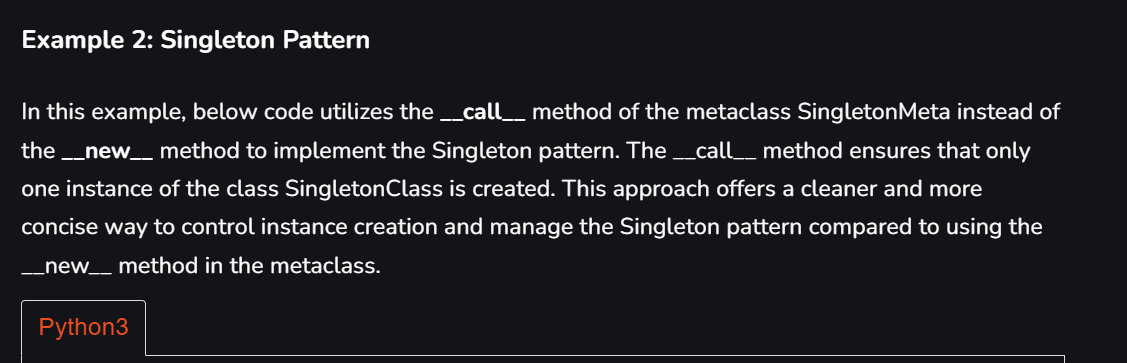 Example 2: Singleton Pattern
In this example, below code utilizes the __call__ method of the metaclass SingletonMeta instead of
the __new__ method to implement the Singleton pattern. The __call__ method ensures that only
one instance of the class SingletonClass is created. This approach offers a cleaner and more
concise way to control instance creation and manage the Singleton pattern compared to using the
__new__ method in the metaclass.
Python3